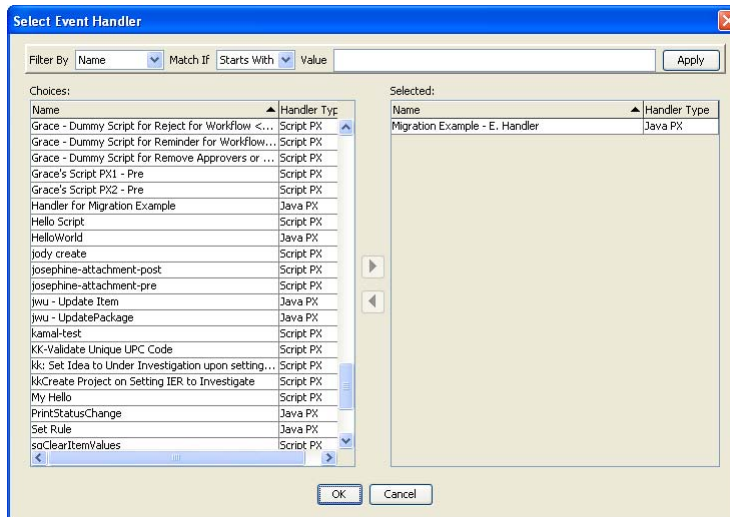 Select Event Handler
Filter By Name Match If Starts With Value Apply
Choices:
Name Handler Typ
Grace - Dummy Script for Reject for Workflow <... Script PX
Grace - Dummy Script for Reminder for Workflow... Script PX
Grace - Dummy Script for Remove Approvers or ... Script PX
Grace's Script PX1 - Pre Script PX
Grace's Script PX2 - Pre Script PX
Handler for Migration Example Java PX
Hello Script Script PX
HelloWorld Java PX
jody create Script PX
josephine-attachment-post Script PX
josephine-attachment-pre Script PX
jwu - Update Item Java PX
jwu - UpdatePackage Java PX
kamal-test Script PX
KK-Validate Unique UPC Code Script PX
kk: Set Idea to Under Investigation upon setting... Script PX
kkCreate Project on Setting IER to Investigate Script PX
My Hello Script PX
PrintStatusChange Java PX
Set Rule Java PX
sgClearItemValues Script PX
Selected:
Name Handler Type
Migration Example - E. Handler Java PX
OK Cancel